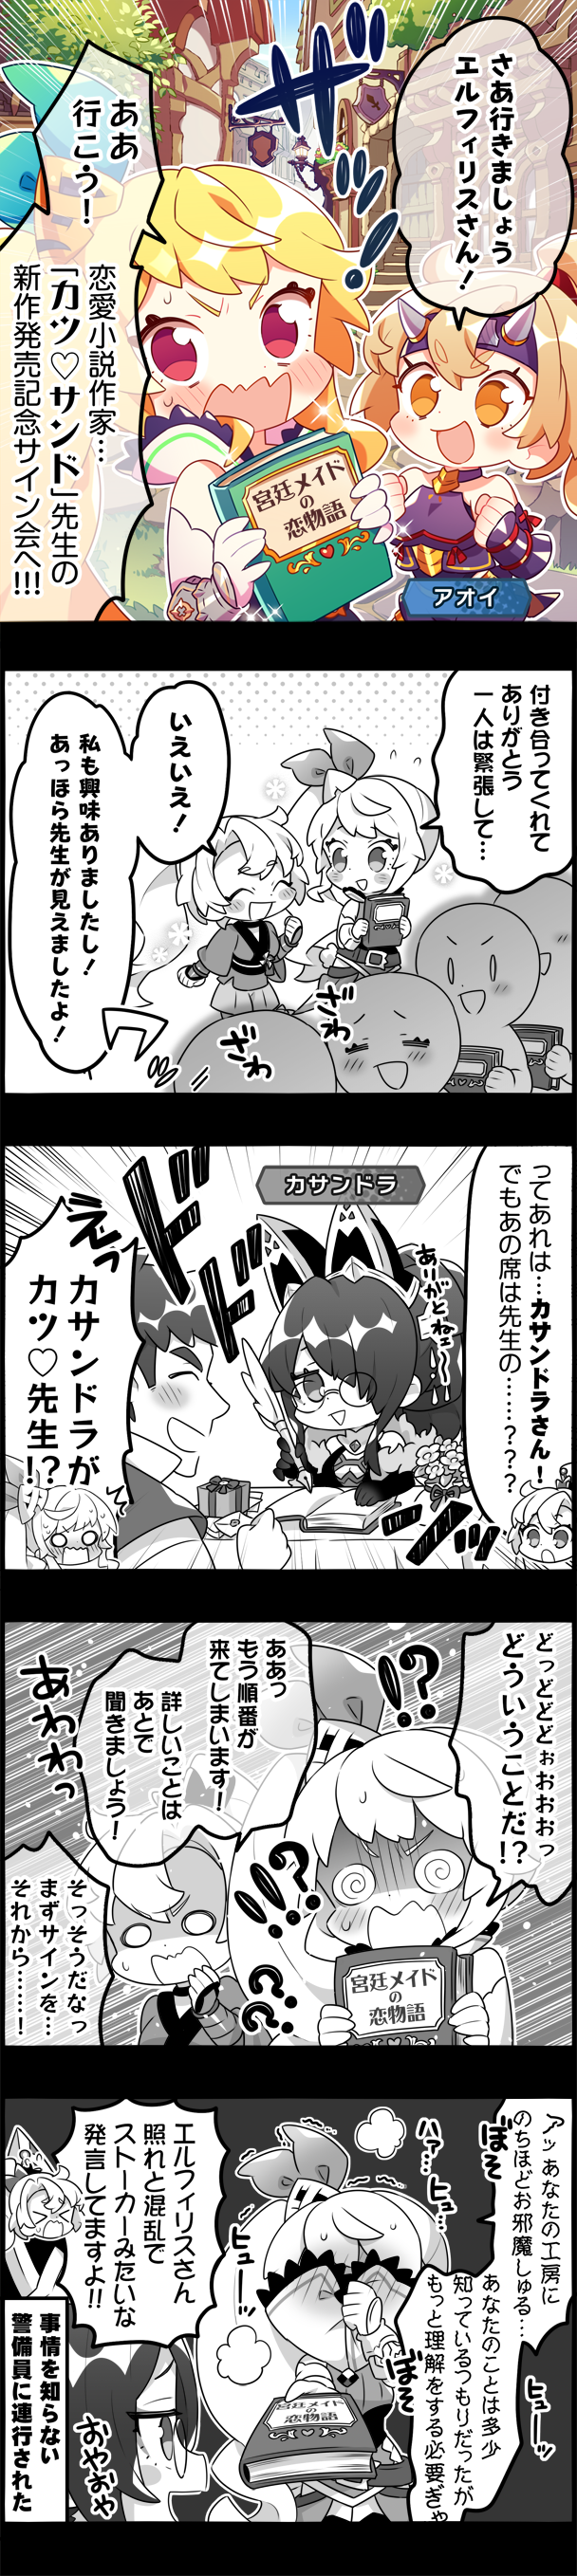 さあ行きましょう
エルフィリスさん！
ザッ！
ああ
行こう！
恋愛小説作家…
「カツ♡サンド」先生の
新作発売記念サイン会へ!!!
宮廷メイド
の
恋物語
アオイ
付き合ってくれて
ありがとう
一人は緊張して…
いえいえ！
私も興味ありましたし！
あっほら先生が見えましたよ！
ざわ
ざわ
ってあれは…カサンドラさん！
でもあの席は先生の……？？？
カサンドラ
ありがとねェ～
ドドドーン
えっ
カサンドラが
カツ♡先生!?
どっどどどぉおおおっ
どういうことだ!?
!?
ああっ
もう順番が
来てしまいます！
詳しいことは
あとで
聞きましょう！
あわわっ
!!?
??
そっそうだなっ
まずサインを…
それから……！
宮廷メイド
の
恋物語
アッあなたの工房に
のちほどお邪魔しゅる…
ぼそ
ヒューッ
あなたのことは多少
知っているつもりだったが
もっと理解をする必要ぎゃ
ぼそ
ハァ…ヒュ…
ヒューッ
エルフィリスさん
照れと混乱で
ストーカーみたいな
発言してますよ!!
宮廷メイド
の
恋物語
おやおや
事情を知らない
警備員に連行された